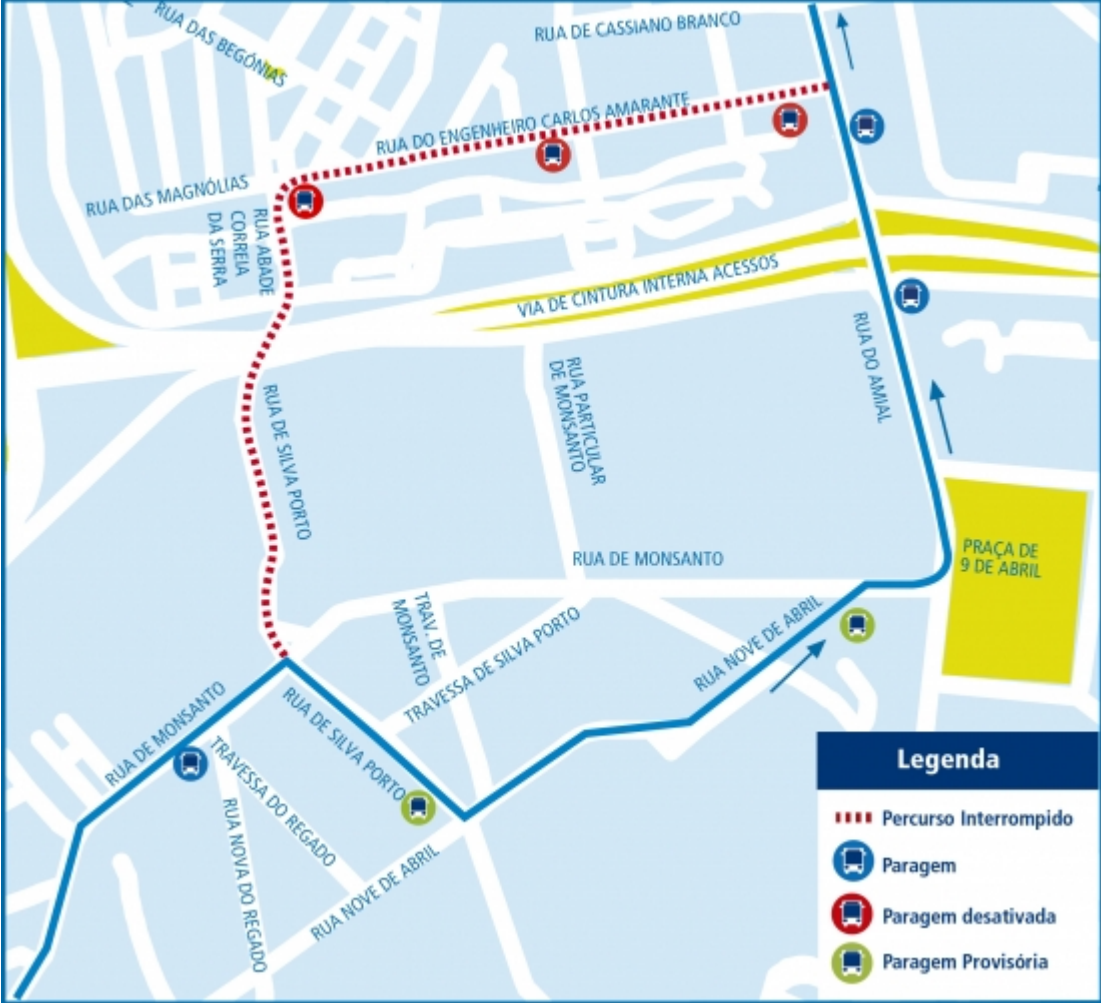 RUA DAS BEGÓNIAS
RUA DE CASSIANO BRANCO
RUA DO ENGENHEIRO CARLOS AMARANTE
RUA DAS MAGNÓLIAS
RUA ABADE
CORREIA
DA SERRA
VIA DE CINTURA INTERNA ACESSOS
RUA DO AMIAL
RUA PARTICULAR
DE MONSANTO
RUA DE SILVA PORTO
RUA DE MONSANTO
PRAÇA DE
9 DE ABRIL
TRAV. DE
MONSANTO
TRAVESSA DE SILVA PORTO
RUA NOVE DE ABRIL
RUA DE MONSANTO
RUA DE SILVA PORTO
TRAVESSA DO REGADO
RUA NOVA DO REGADO
RUA NOVE DE ABRIL
Legenda
Percurso Interrompido
Paragem
Paragem desativada
Paragem Provisória